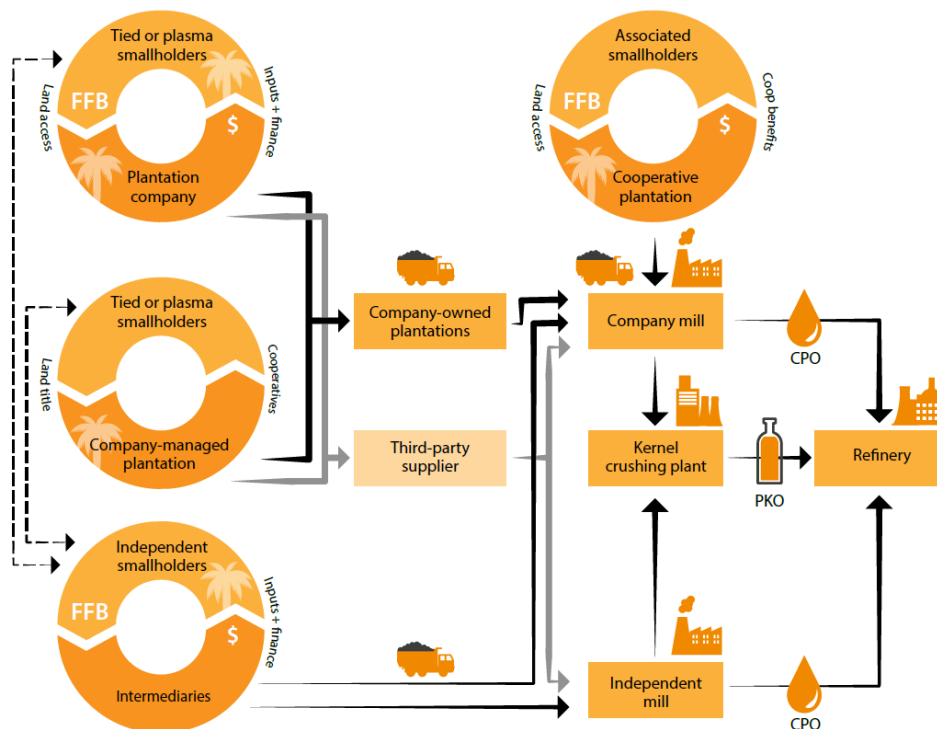 Tied or plasma
smallholders
FFB
$
Land access
Inputs + finance
Plantation
company
Associated
smallholders
FFB
$
Land access
Coop benefits
Cooperative
plantation
Tied or plasma
smallholders
Land title
Cooperatives
Company-managed
plantation
Company-owned
plantations
Company mill
CPO
Third-party
supplier
Kernel
crushing plant
PKO
Refinery
Independent
smallholders
FFB
$
Inputs + finance
Intermediaries
Independent
mill
CPO